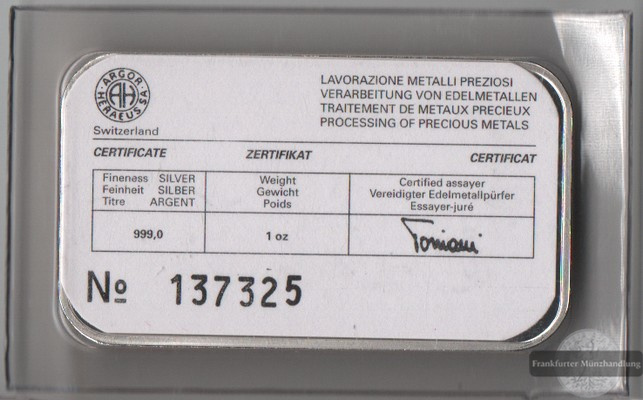 ARGOR-HERAEUS SA
AH
Switzerland
LAVORAZIONE METALLI PREZIOSI
VERARBEITUNG VON EDELMETALLEN
TRAITEMENT DE METAUX PRECIEUX
PROCESSING OF PRECIOUS METALS
CERTIFICATE ZERTIFIKAT CERTIFICAT
Fineness SILVER
Feinheit SILBER
Titre ARGENT
Weight
Gewicht
Poids
Certified assayer
Vereidigter Edelmetallpürfer
Essayer-juré
999,0
1 oz
Tomiani
№ 137325
Frankfurter Münzhandlung